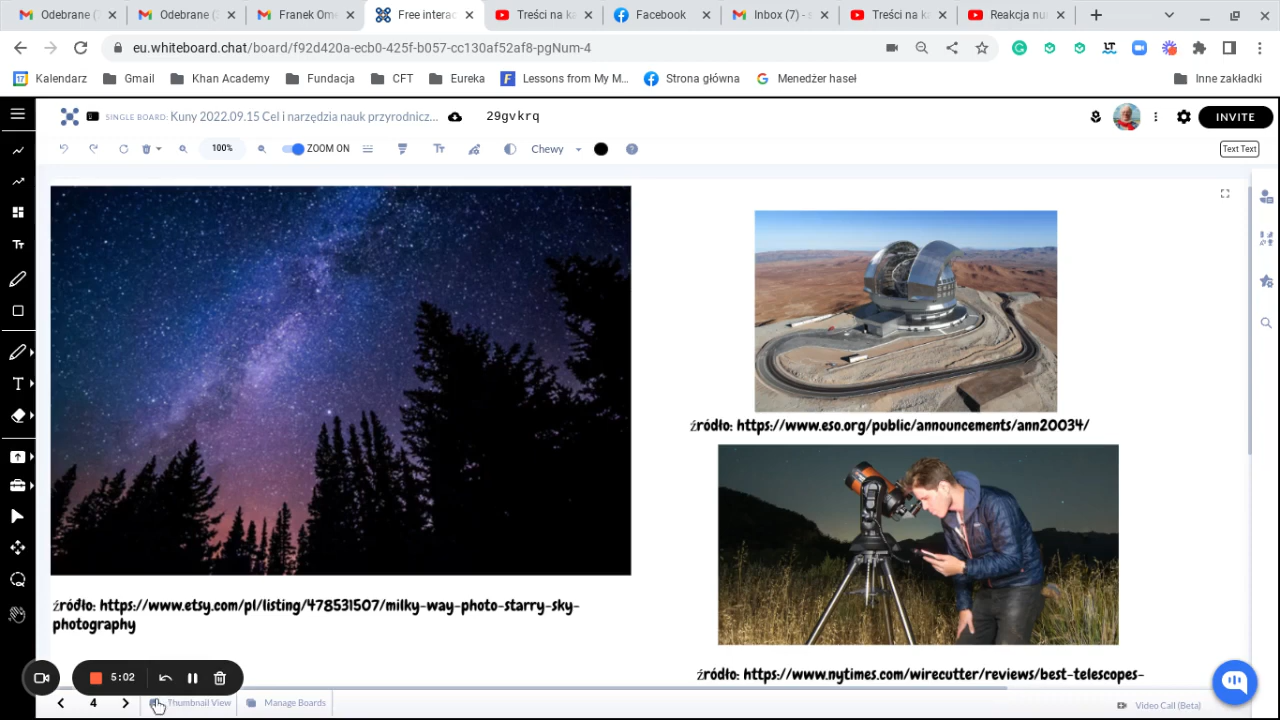 Odebrane (7
Odebrane (
Franek Om
Free interac
Treści na ka
Facebook
Inbox (7) - s
Treści na ka
Reakcja nu
eu.whiteboard.chat/board/f92d420a-ecb0-425f-b057-cc130af52af8-pgNum-4
17 Kalendarz
Gmail
Khan Academy
Fundacja
CFT
Eureka
Lessons from My M...
Strona główna
Menedżer haseł
Inne zakładki
SINGLE BOARD: Kuny 2022.09.15 Cel i narzędzia nauk przyrodnicz...
29gvkrq
INVITE
100%
ZOOM ON
Chewy
Text Text
źródło: https://www.eso.org/public/announcements/ann20034/
źródło: https://www.etsy.com/pl/listing/478531507/milky-way-photo-starry-sky-
photography
źródło: https://www.nytimes.com/wirecutter/reviews/best-telescopes-
5:02
4
Thumbnail View
Manage Boards
Video Call (Beta)